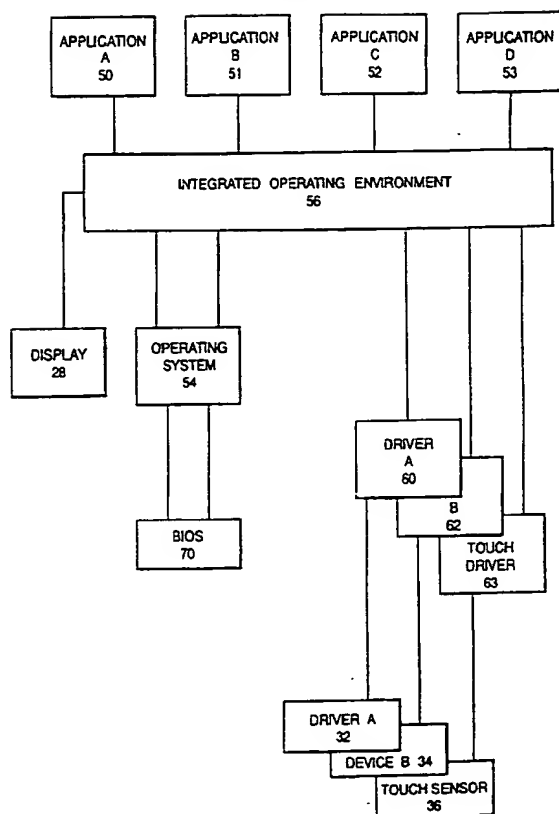 APPLICATION
A
50
APPLICATION
B
51
APPLICATION
C
52
APPLICATION
D
53
INTEGRATED OPERATING ENVIRONMENT
56
DISPLAY
28
OPERATING
SYSTEM
54
DRIVER
A
60
B
62
TOUCH
DRIVER
63
BIOS
70
DRIVER A
32
DEVICE B 34
TOUCH SENSOR
36